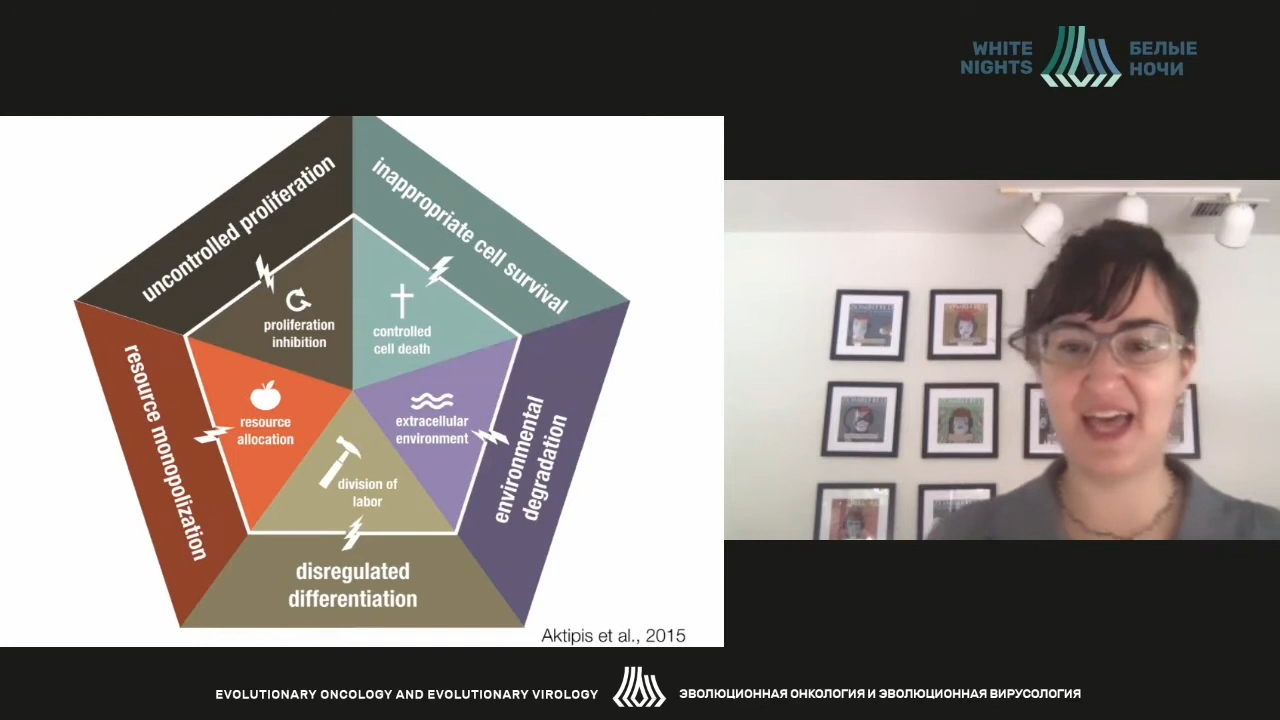 WHITE
NIGHTS
БЕЛЫЕ
НОЧИ
uncontrolled proliferation
inappropriate cell survival
proliferation
inhibition
controlled
cell death
resource monopolization
resource
allocation
extracellular
environment
environmental
degradation
division of
labor
disregulated
differentiation
Aktipis et al., 2015
EVOLUTIONARY ONCOLOGY AND EVOLUTIONARY VIROLOGY
ЭВОЛЮЦИОННАЯ ОНКОЛОГИЯ И ЭВОЛЮЦИОННАЯ ВИРУСОЛОГИЯ